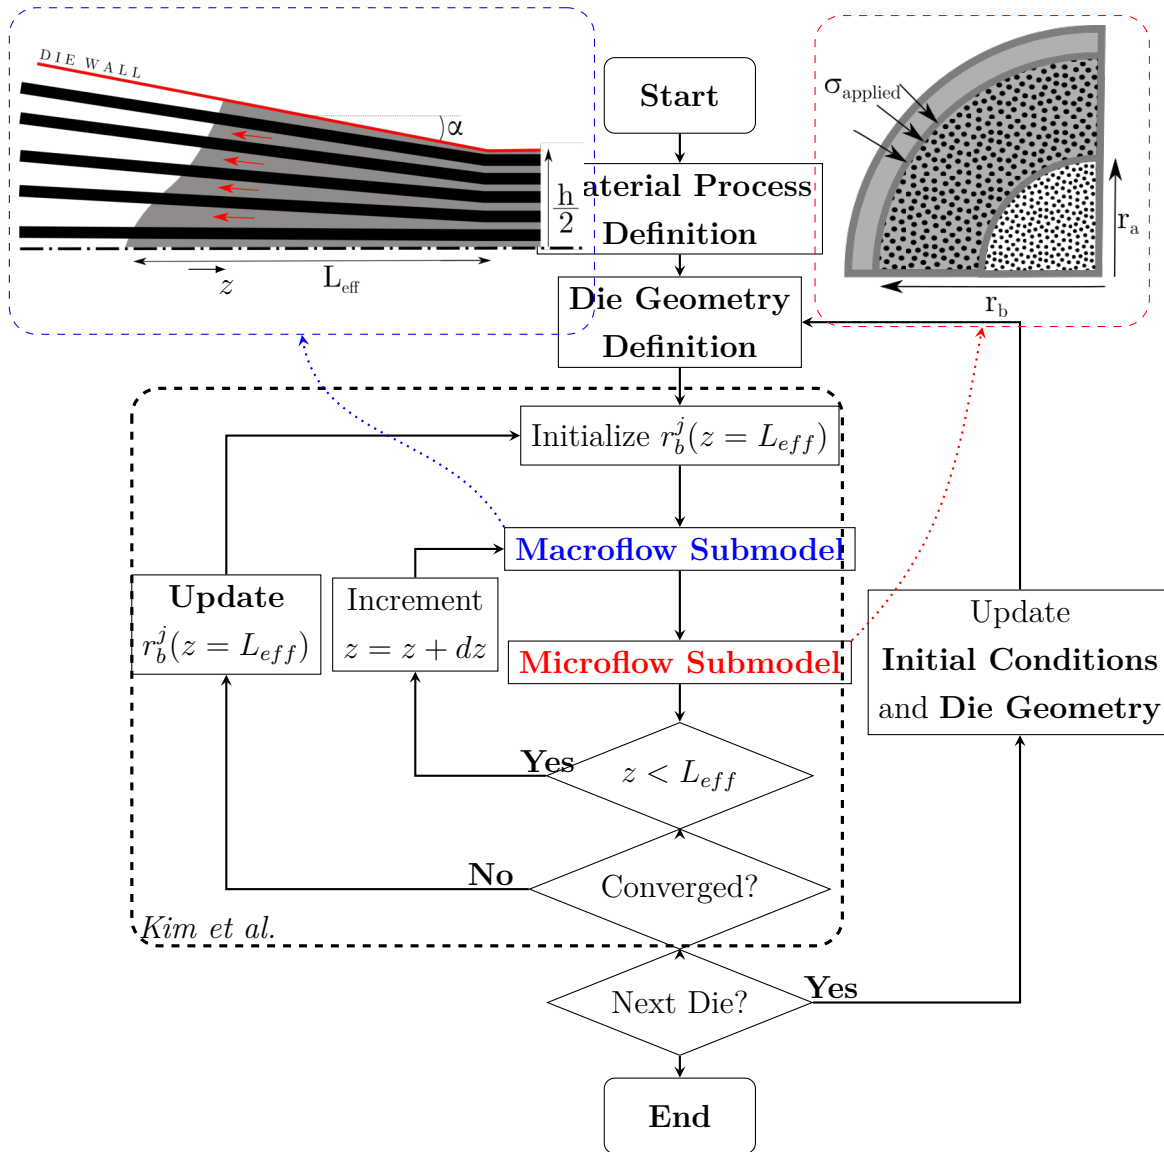 DIE WALL
α
h
2
z
L_eff
σ_applied
r_a
r_b
Start
aterial Process
Definition
Die Geometry
Definition
Initialize r_b^j(z = L_eff)
Macroflow Submodel
Update
r_b^j(z = L_eff)
Increment
z = z + dz
Microflow Submodel
Update
Initial Conditions
and Die Geometry
Yes
z < L_eff
No
Converged?
Kim et al.
Next Die?
Yes
End